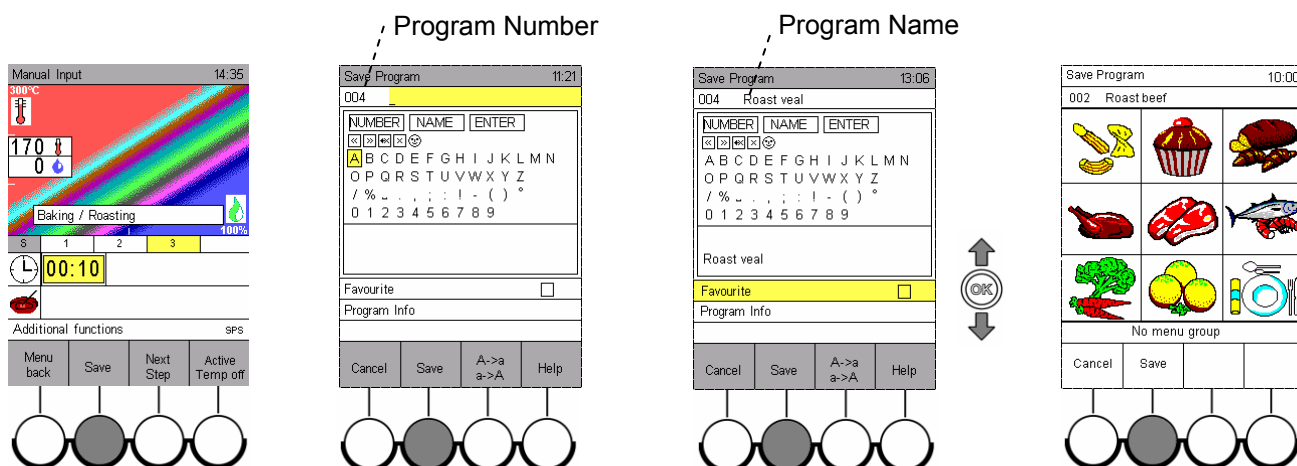 Program Number
Program Name
Manual Input 14:35
300°C
170
0
Baking / Roasting
100%
S 1 2 3
00:10
Additional functions SPS
Menu back
Save
Next Step
Active Temp off
Save Program 11:21
004 _
NUMBER NAME ENTER
A B C D E F G H I J K L M N
O P Q R S T U V W X Y Z
/ % ⎵ . , ; : ! - ( ) °
0 1 2 3 4 5 6 7 8 9
Favourite
Program Info
Cancel
Save
A->a
a->A
Help
Save Program 13:06
004 Roast veal
NUMBER NAME ENTER
A B C D E F G H I J K L M N
O P Q R S T U V W X Y Z
/ % ⎵ . , ; : ! - ( ) °
0 1 2 3 4 5 6 7 8 9
Roast veal
Favourite
Program Info
Cancel
Save
A->a
a->A
Help
OK
Save Program 10:00
002 Roast beef
No menu group
Cancel
Save